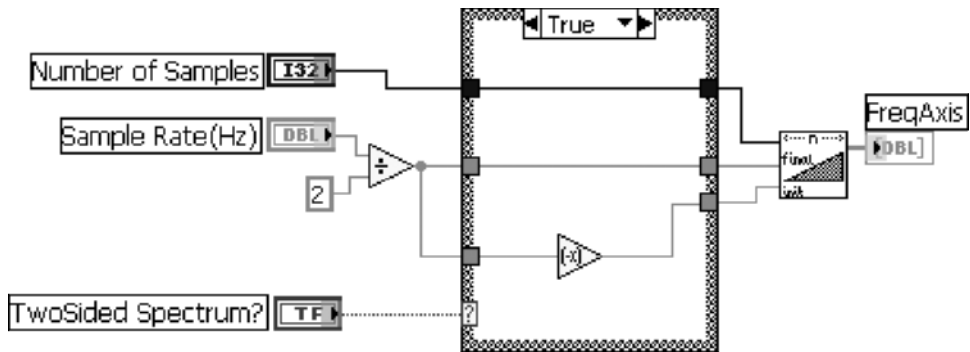 True
Number of Samples I32
FreqAxis
Sample Rate(Hz) DBL
n
final
init
[DBL]
÷
2
(-X)
TwoSided Spectrum? TF
?